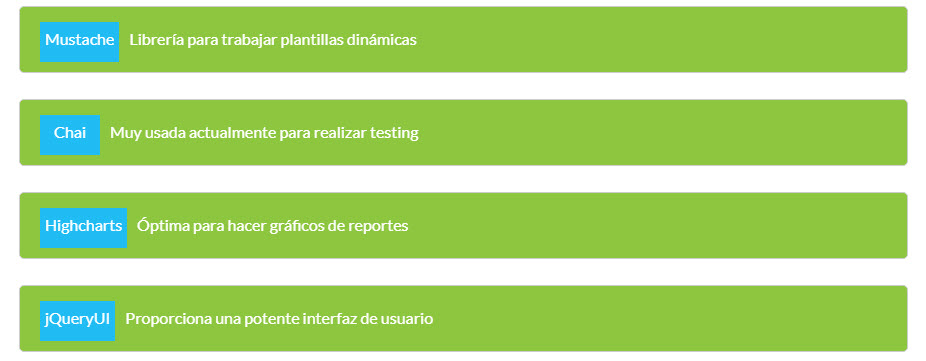 Mustache Librería para trabajar plantillas dinámicas
Chai Muy usada actualmente para realizar testing
Highcharts Óptima para hacer gráficos de reportes
jQueryUI Proporciona una potente interfaz de usuario